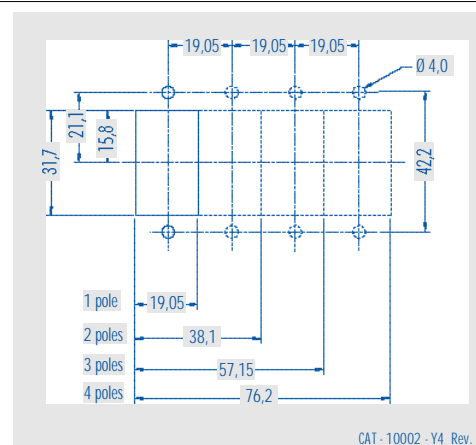 19,05 19,05 19,05
Ø 4,0
21,1
15,8
31,7
42,2
1 pole 19,05
2 poles 38,1
3 poles 57,15
4 poles 76,2
CAT - 10002 - Y4 Rev.